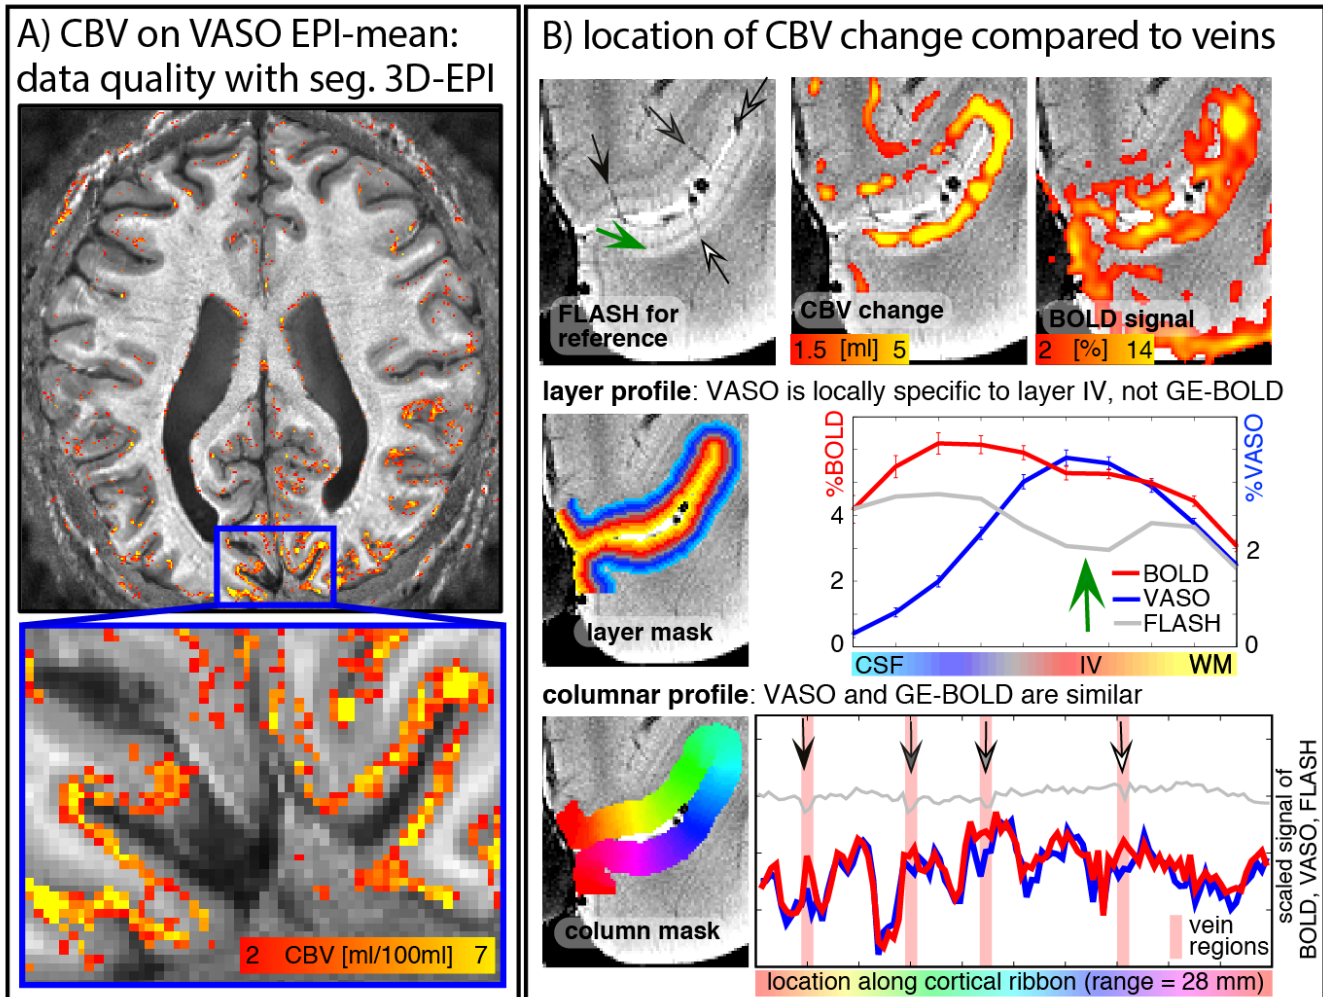 A) CBV on VASO EPI-mean:
data quality with seg. 3D-EPI
2 CBV [ml/100ml] 7
B) location of CBV change compared to veins
FLASH for
reference
CBV change
1.5 [ml] 5
BOLD signal
2 [%] 14
layer profile: VASO is locally specific to layer IV, not GE-BOLD
layer mask
%BOLD
4
2
0
%VASO
2
0
BOLD
VASO
FLASH
CSF IV WM
columnar profile: VASO and GE-BOLD are similar
column mask
vein
regions
scaled signal of
BOLD, VASO, FLASH
location along cortical ribbon (range = 28 mm)